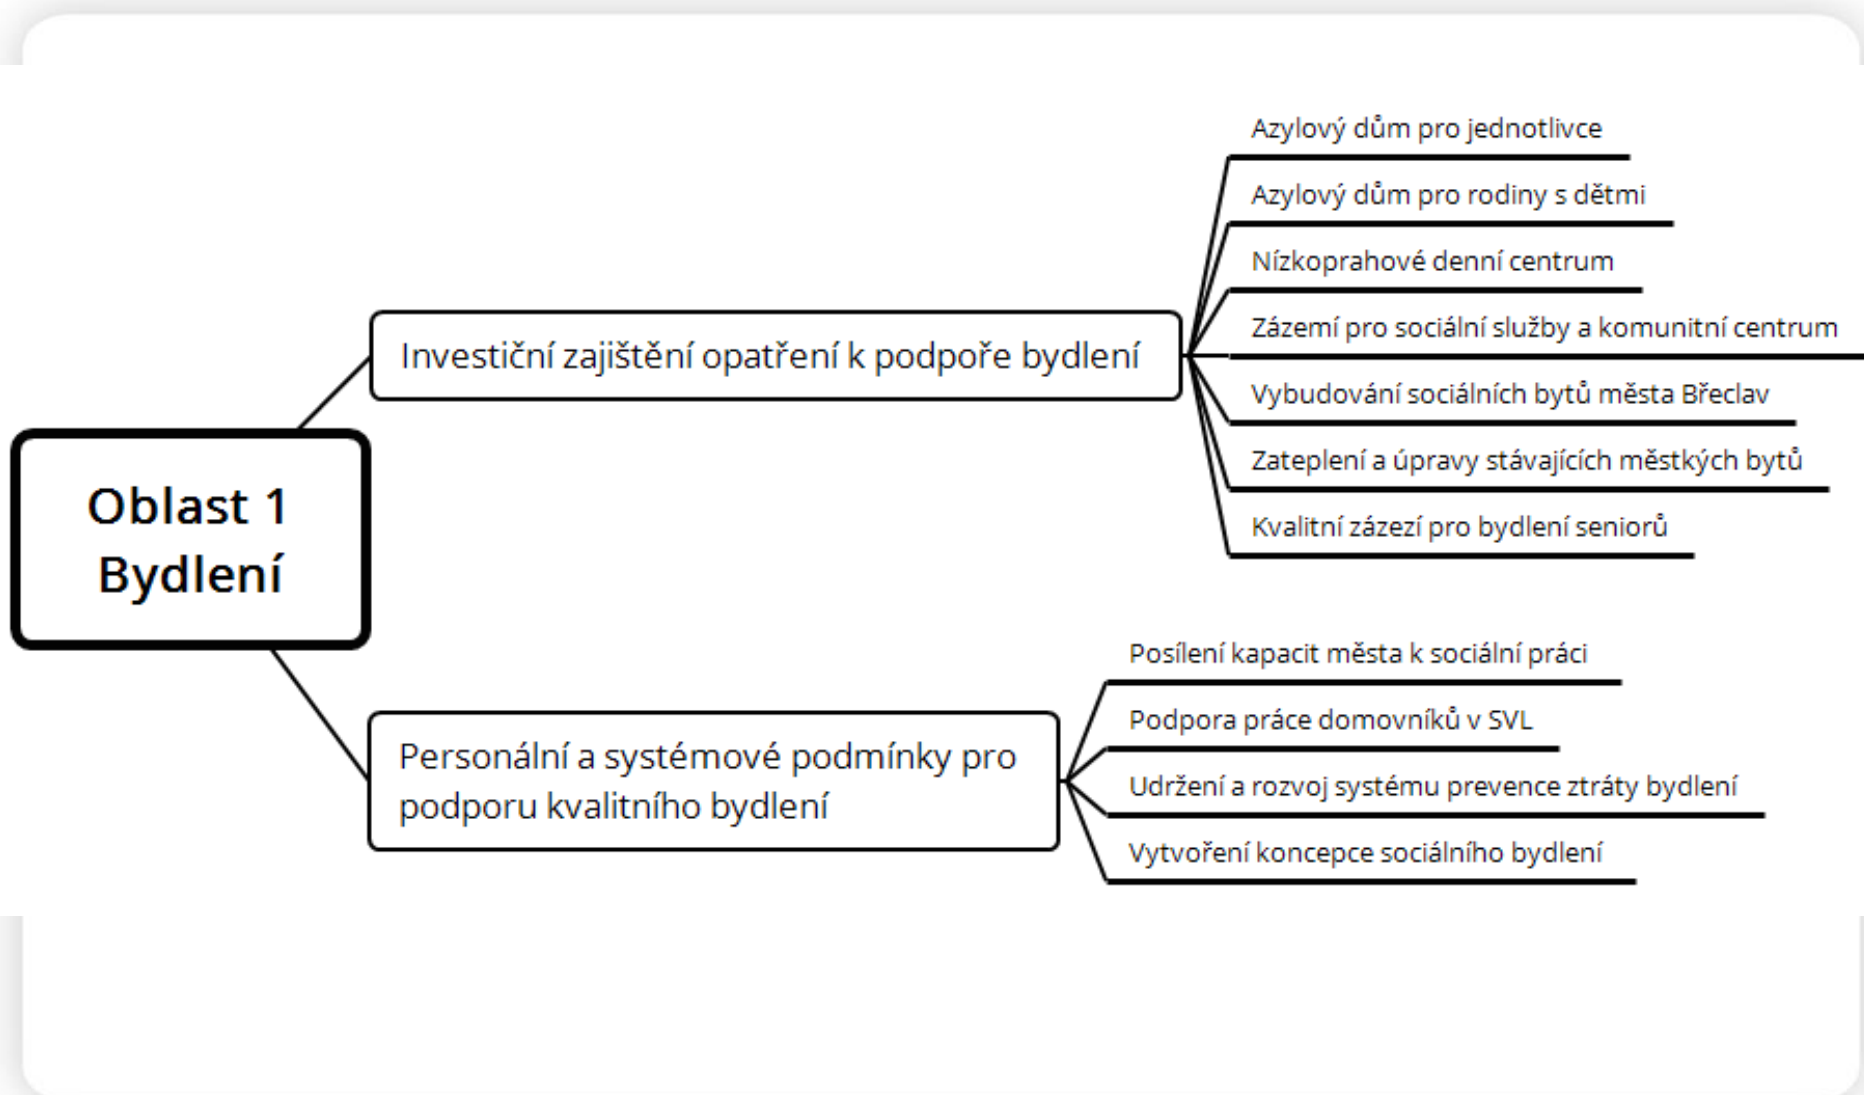 Oblast 1
Bydlení
Investiční zajištění opatření k podpoře bydlení
Azylový dům pro jednotlivce
Azylový dům pro rodiny s dětmi
Nízkoprahové denní centrum
Zázemí pro sociální služby a komunitní centrum
Vybudování sociálních bytů města Břeclav
Zateplení a úpravy stávajících městkých bytů
Kvalitní zázezí pro bydlení seniorů
Personální a systémové podmínky pro
podporu kvalitního bydlení
Posílení kapacit města k sociální práci
Podpora práce domovníků v SVL
Udržení a rozvoj systému prevence ztráty bydlení
Vytvoření koncepce sociálního bydlení